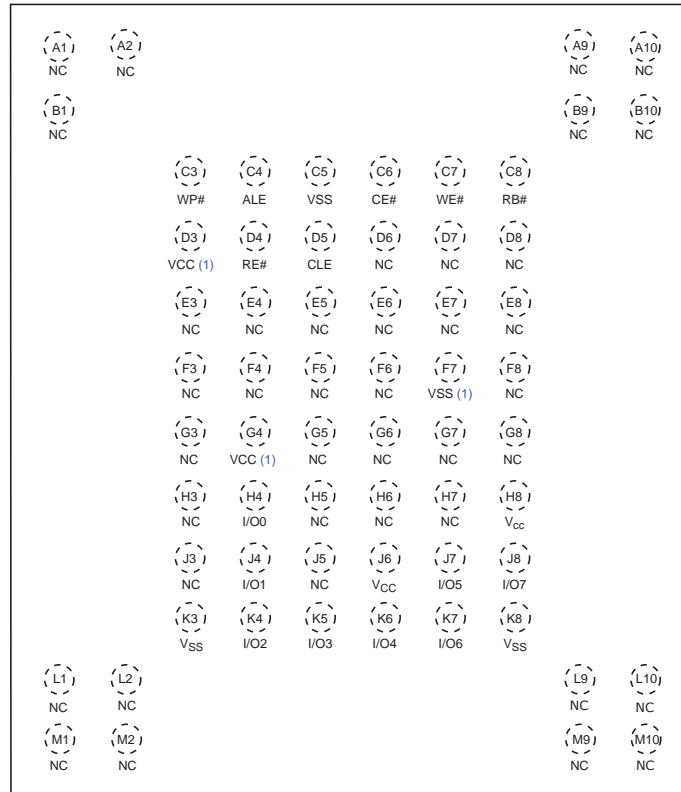 A1 A2 A9 A10
NC NC NC NC
B1 B9 B10
NC NC NC
C3 C4 C5 C6 C7 C8
WP# ALE VSS CE# WE# RB#
D3 D4 D5 D6 D7 D8
VCC (1) RE# CLE NC NC NC
E3 E4 E5 E6 E7 E8
NC NC NC NC NC NC
F3 F4 F5 F6 F7 F8
NC NC NC NC VSS (1) NC
G3 G4 G5 G6 G7 G8
NC VCC (1) NC NC NC NC
H3 H4 H5 H6 H7 H8
NC I/O0 NC NC NC Vcc
J3 J4 J5 J6 J7 J8
NC I/O1 NC VCC I/O5 I/O7
K3 K4 K5 K6 K7 K8
VSS I/O2 I/O3 I/O4 I/O6 VSS
L1 L2 L9 L10
NC NC NC NC
M1 M2 M9 M10
NC NC NC NC